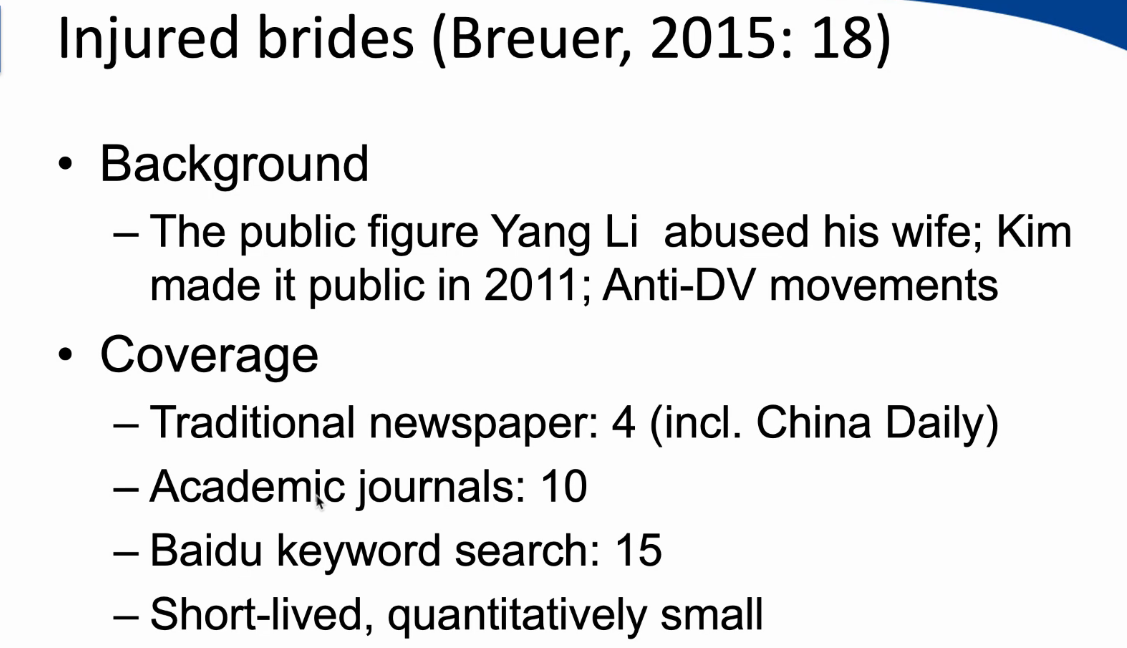 Injured brides (Breuer, 2015: 18)
• Background
– The public figure Yang Li  abused his wife; Kim
made it public in 2011; Anti-DV movements
• Coverage
– Traditional newspaper: 4 (incl. China Daily)
– Academic journals: 10
– Baidu keyword search: 15
– Short-lived, quantitatively small